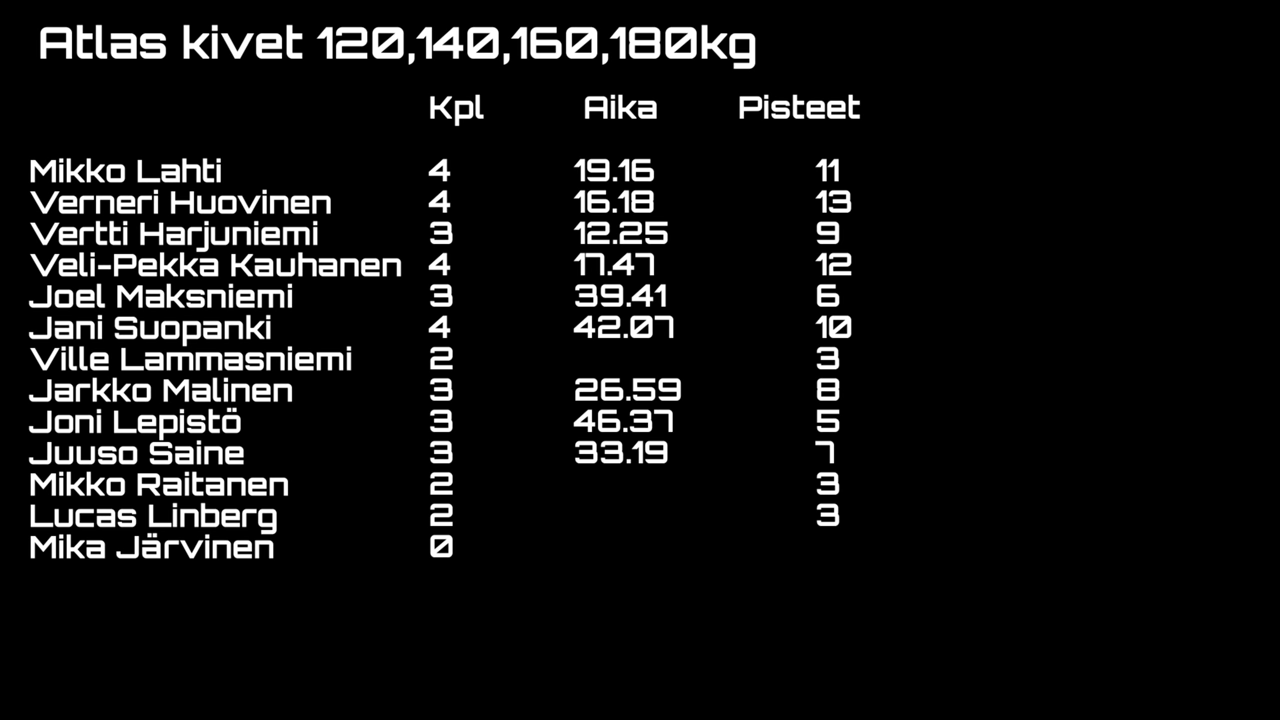 Atlas kivet 120,140,160,180kg
Kpl Aika Pisteet
Mikko Lahti 4 19.16 11
Verneri Huovinen 4 16.18 13
Vertti Harjuniemi 3 12.25 9
Veli-Pekka Kauhanen 4 17.47 12
Joel Maksniemi 3 39.41 6
Jani Suopanki 4 42.07 10
Ville Lammasniemi 2 3
Jarkko Malinen 3 26.59 8
Joni Lepistö 3 46.37 5
Juuso Saine 3 33.19 7
Mikko Raitanen 2 3
Lucas Linberg 2 3
Mika Järvinen 0